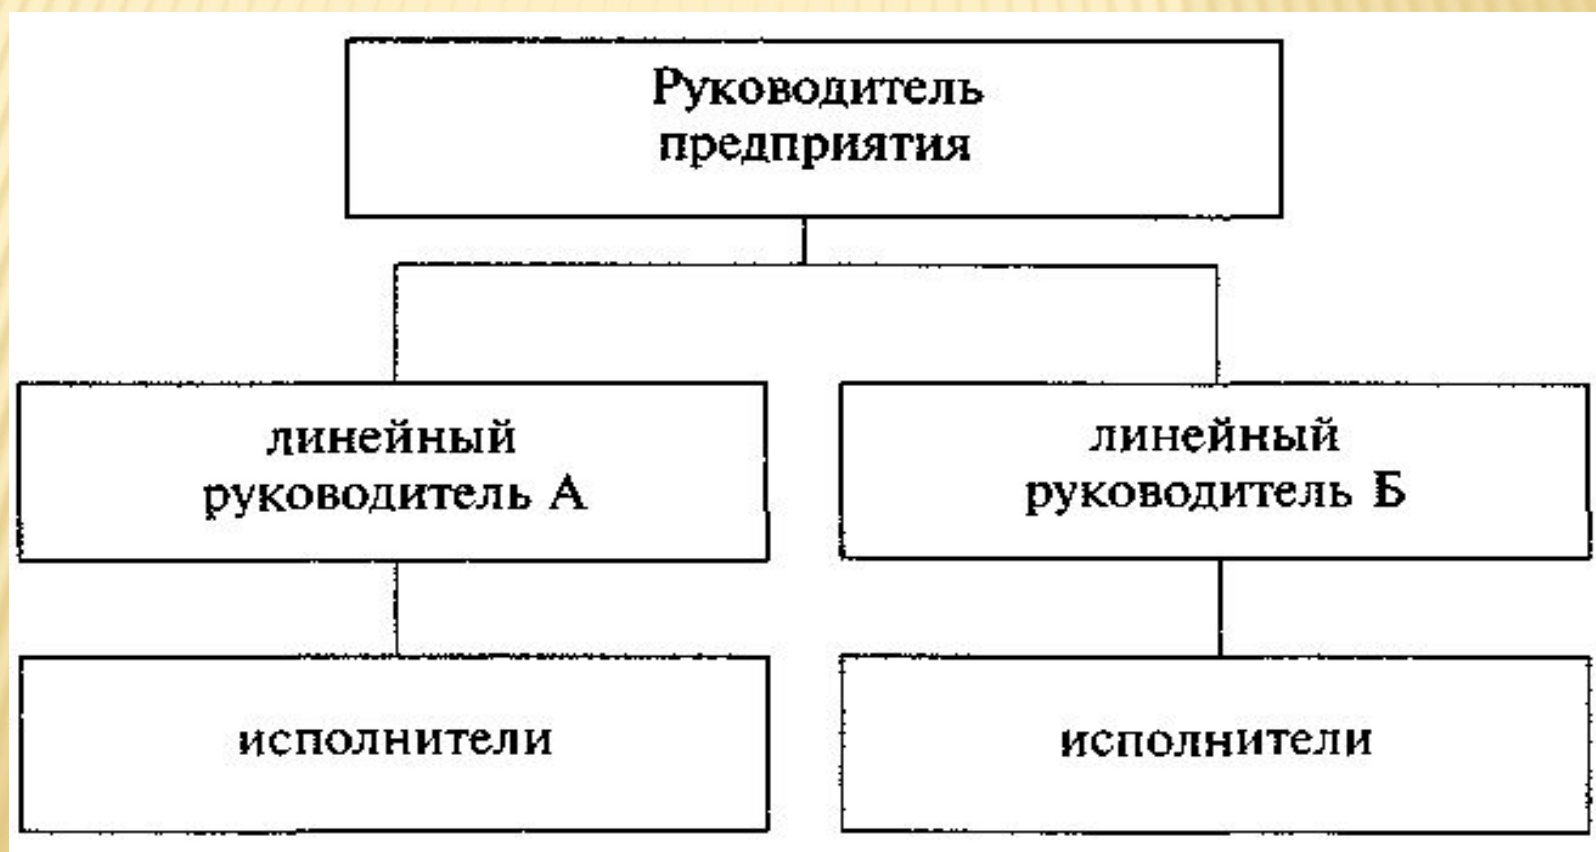 Руководитель
предприятия
линейный
руководитель А
линейный
руководитель Б
исполнители
исполнители